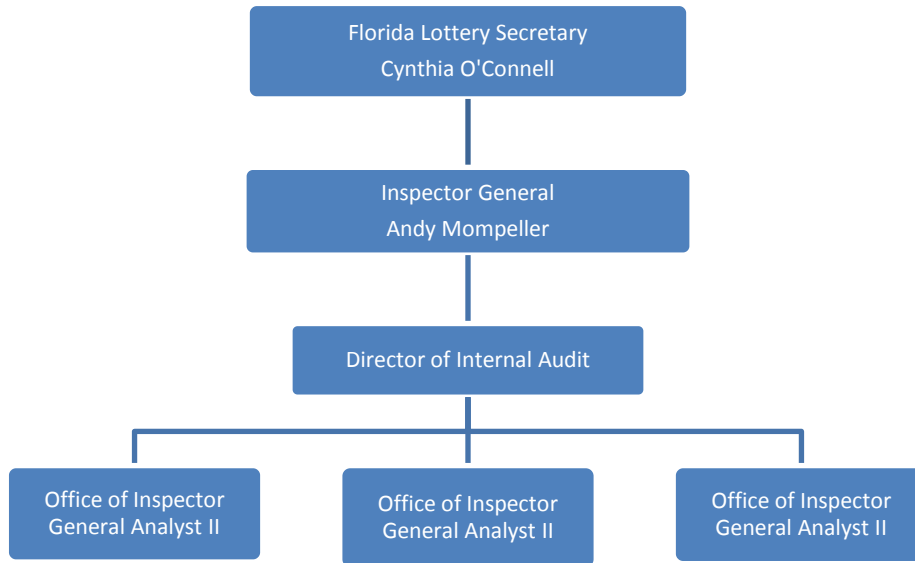 Florida Lottery Secretary
Cynthia O'Connell
Inspector General
Andy Mompeller
Director of Internal Audit
Office of Inspector
General Analyst II
Office of Inspector
General Analyst II
Office of Inspector
General Analyst II